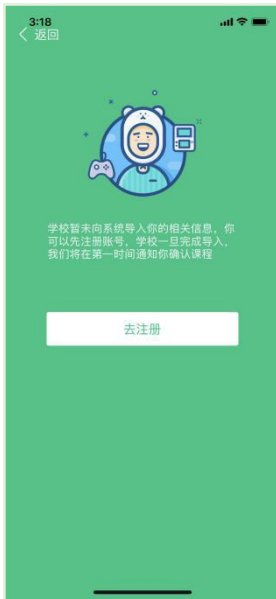 3:18
返回
学校暂未向系统导入你的相关信息，你
可以先注册账号，学校一旦完成导入，
我们将在第一时间通知你确认课程
去注册